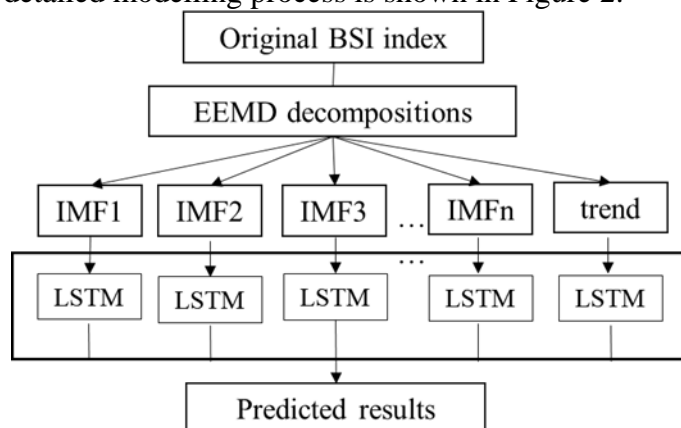 detailed modelling process is shown in Figure 2.
Original BSI index
EEMD decompositions
IMF1 IMF2 IMF3 ... IMFn trend
...
LSTM LSTM LSTM LSTM LSTM
Predicted results